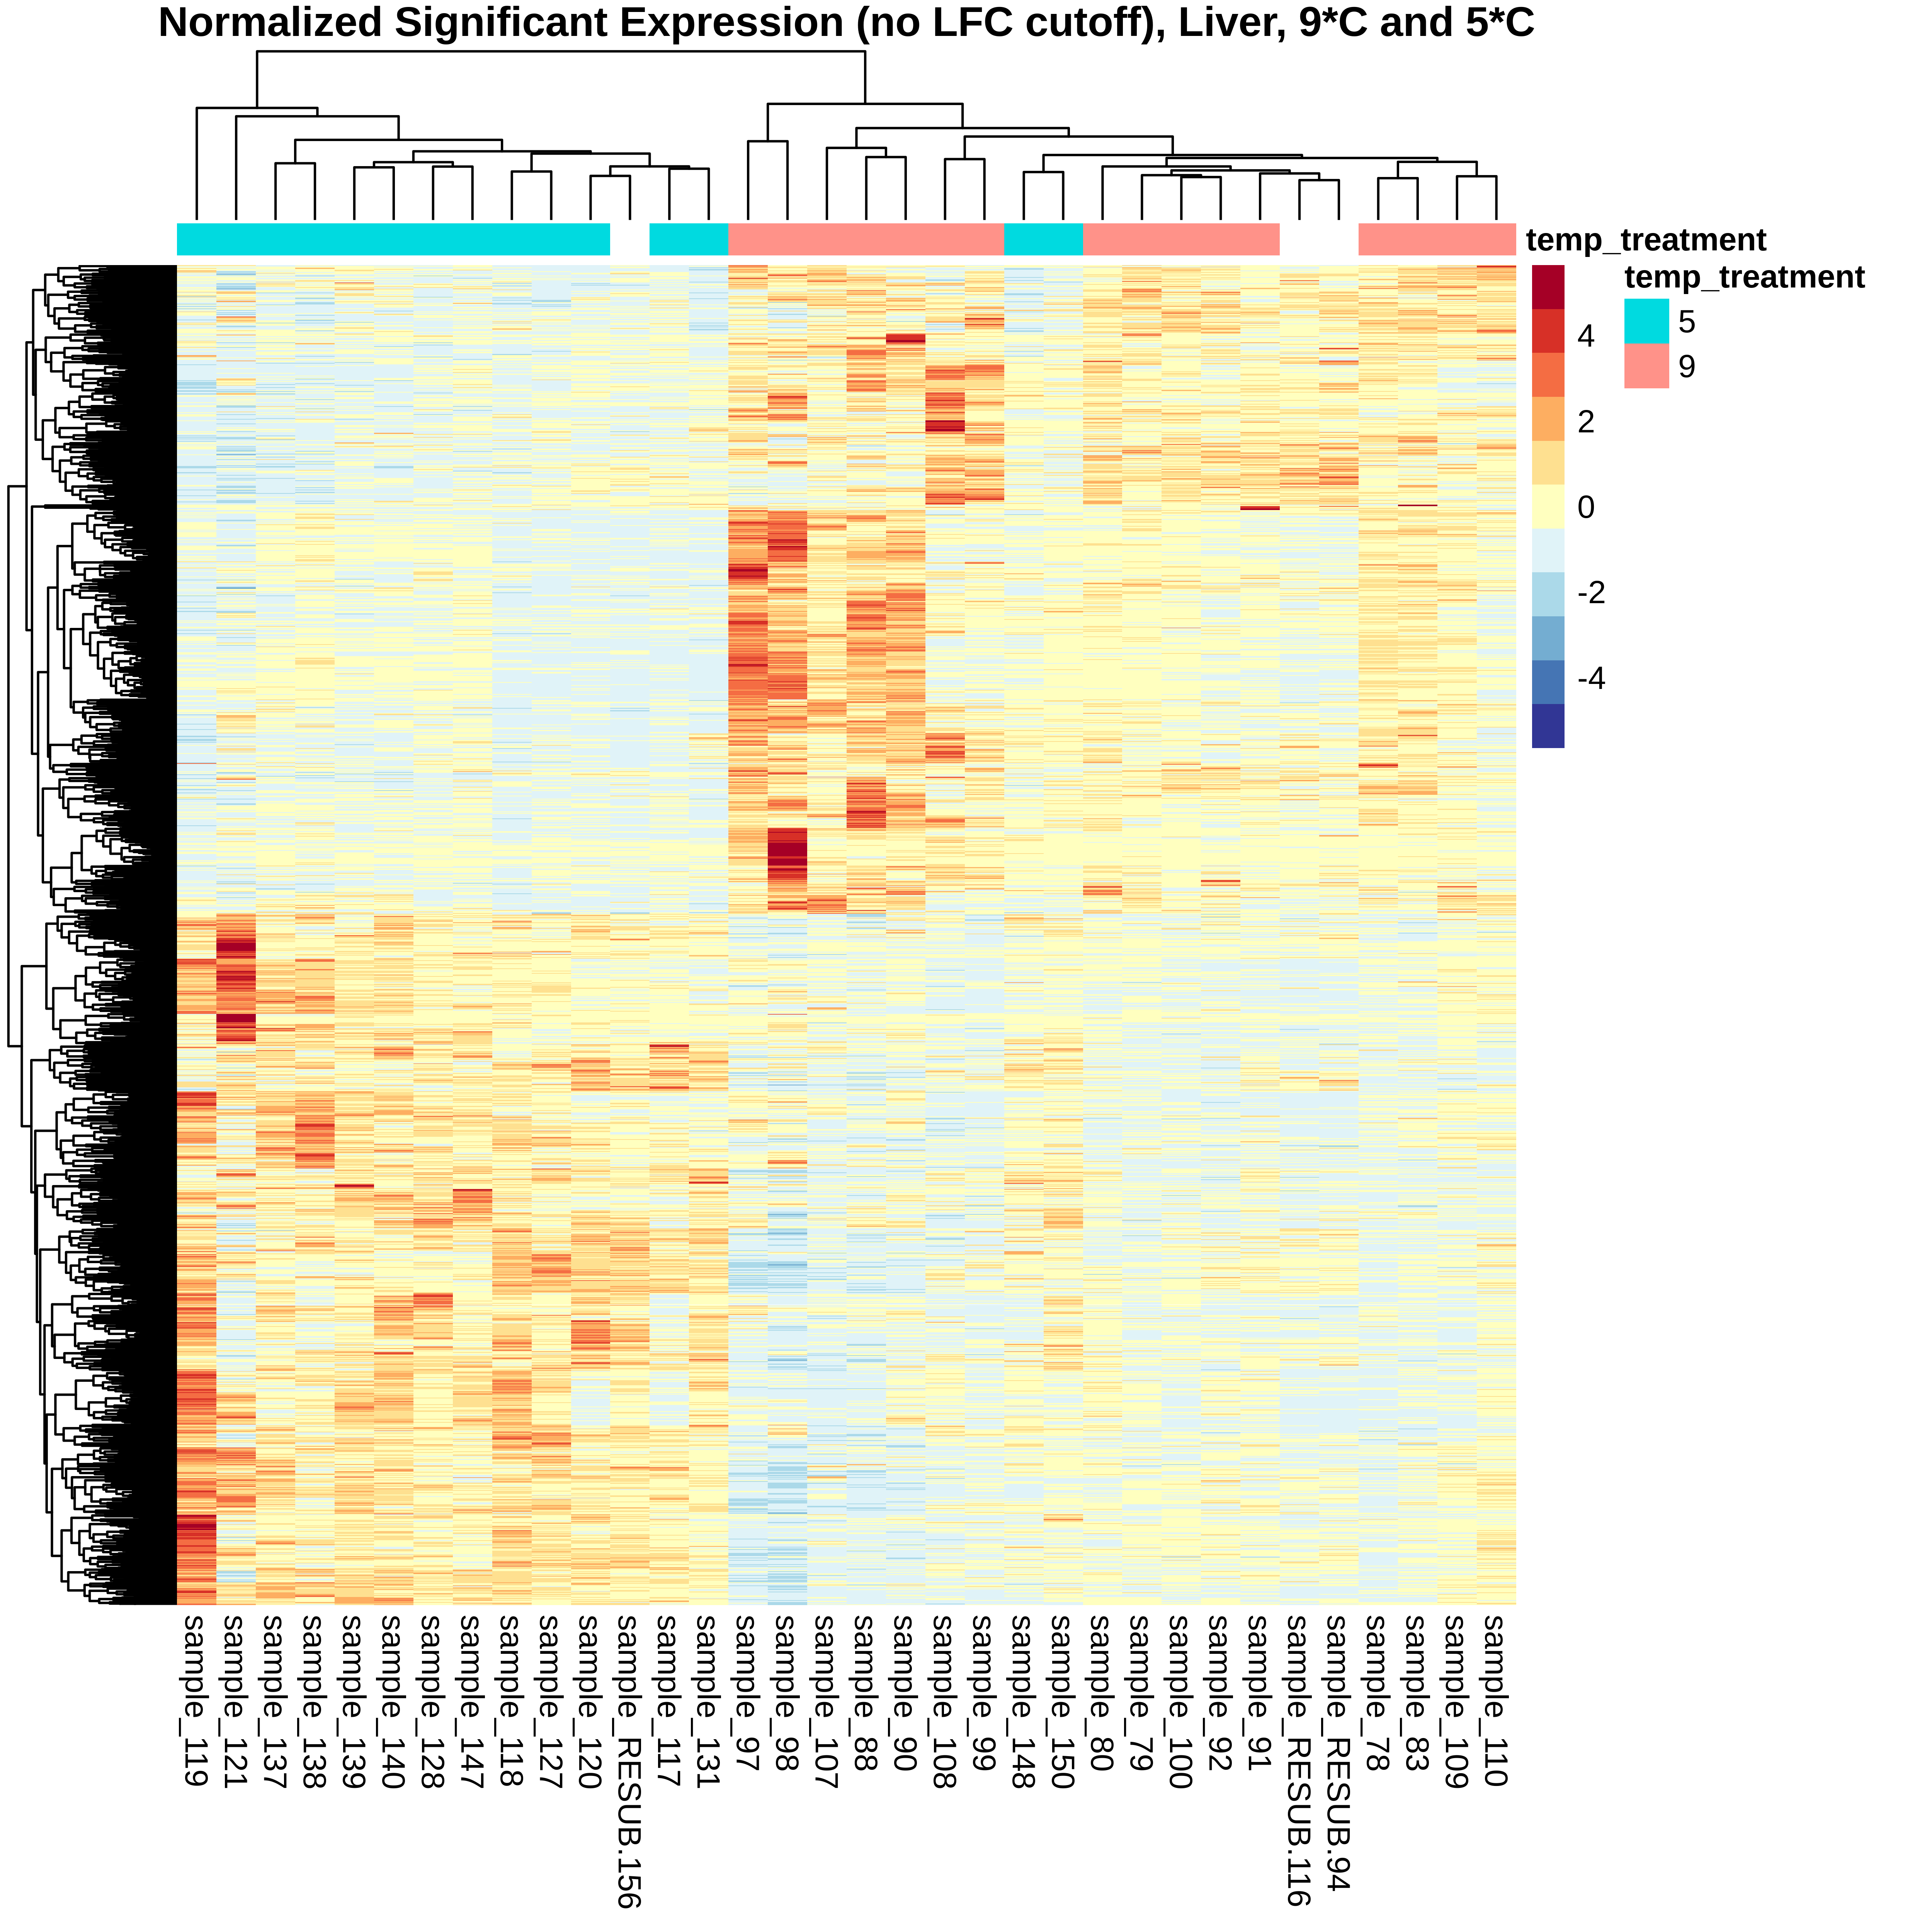 Normalized Significant Expression (no LFC cutoff), Liver, 9*C and 5*C
temp_treatment
temp_treatment
5
9
4
2
0
-2
-4
sample_119
sample_121
sample_137
sample_138
sample_139
sample_140
sample_128
sample_147
sample_118
sample_127
sample_120
sample_RESUB.156
sample_117
sample_131
sample_97
sample_98
sample_107
sample_88
sample_90
sample_108
sample_99
sample_148
sample_150
sample_80
sample_79
sample_100
sample_92
sample_91
sample_RESUB.116
sample_RESUB.94
sample_78
sample_83
sample_109
sample_110